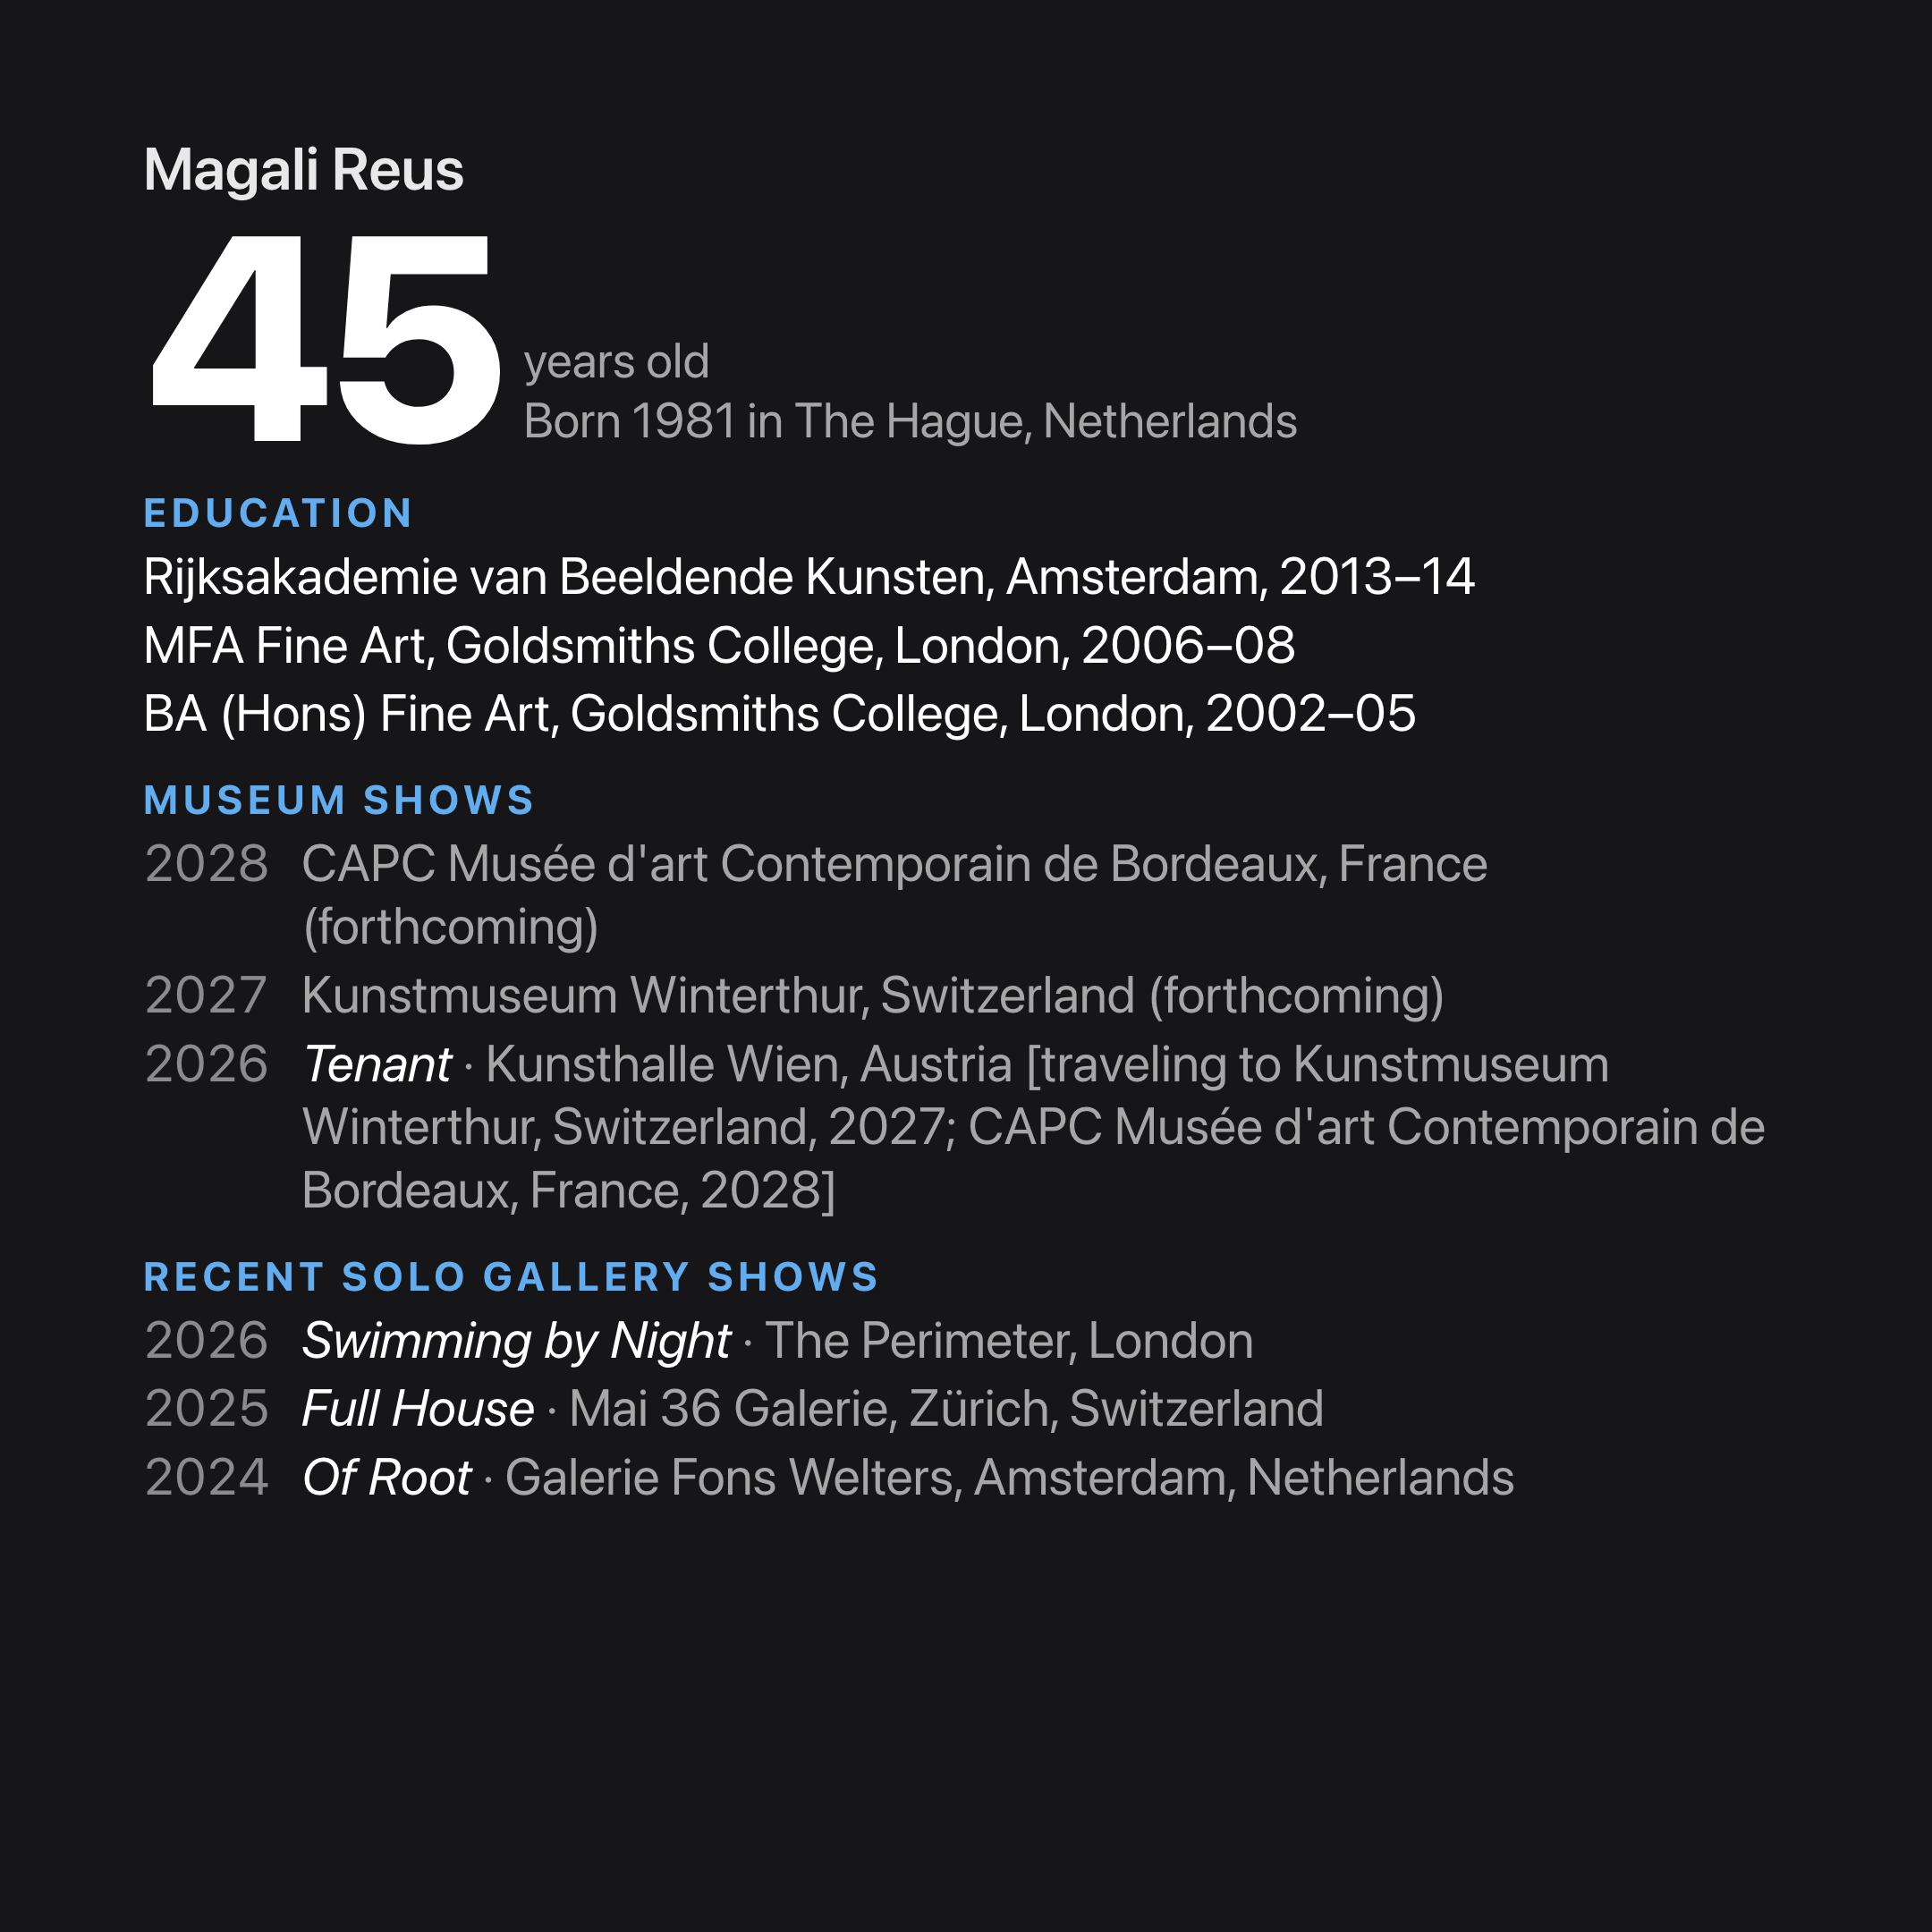 Magali Reus
45
years old
Born 1981 in The Hague, Netherlands
EDUCATION
Rijksakademie van Beeldende Kunsten, Amsterdam, 2013–14
MFA Fine Art, Goldsmiths College, London, 2006–08
BA (Hons) Fine Art, Goldsmiths College, London, 2002–05
MUSEUM SHOWS
2028 CAPC Musée d'art Contemporain de Bordeaux, France
(forthcoming)
2027 Kunstmuseum Winterthur, Switzerland (forthcoming)
2026 Tenant · Kunsthalle Wien, Austria [traveling to Kunstmuseum
Winterthur, Switzerland, 2027; CAPC Musée d'art Contemporain de
Bordeaux, France, 2028]
RECENT SOLO GALLERY SHOWS
2026 Swimming by Night · The Perimeter, London
2025 Full House · Mai 36 Galerie, Zürich, Switzerland
2024 Of Root · Galerie Fons Welters, Amsterdam, Netherlands